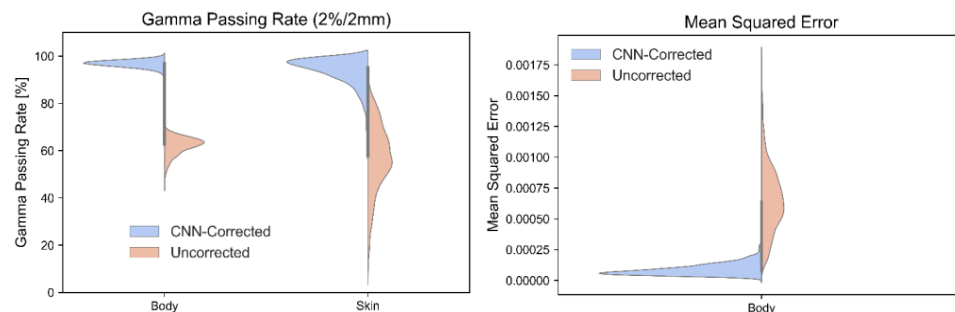 Gamma Passing Rate (2%/2mm)
Gamma Passing Rate [%]
100
80
60
40
20
0
CNN-Corrected
Uncorrected
Body
Skin
Mean Squared Error
Mean Squared Error
0.00175
0.00150
0.00125
0.00100
0.00075
0.00050
0.00025
0.00000
CNN-Corrected
Uncorrected
Body